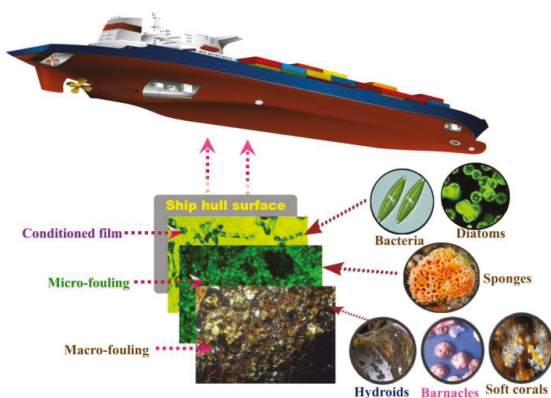 Ship hull surface
Conditioned film
Bacteria
Diatoms
Micro-fouling
Sponges
Macro-fouling
Hydroids
Barnacles
Soft corals